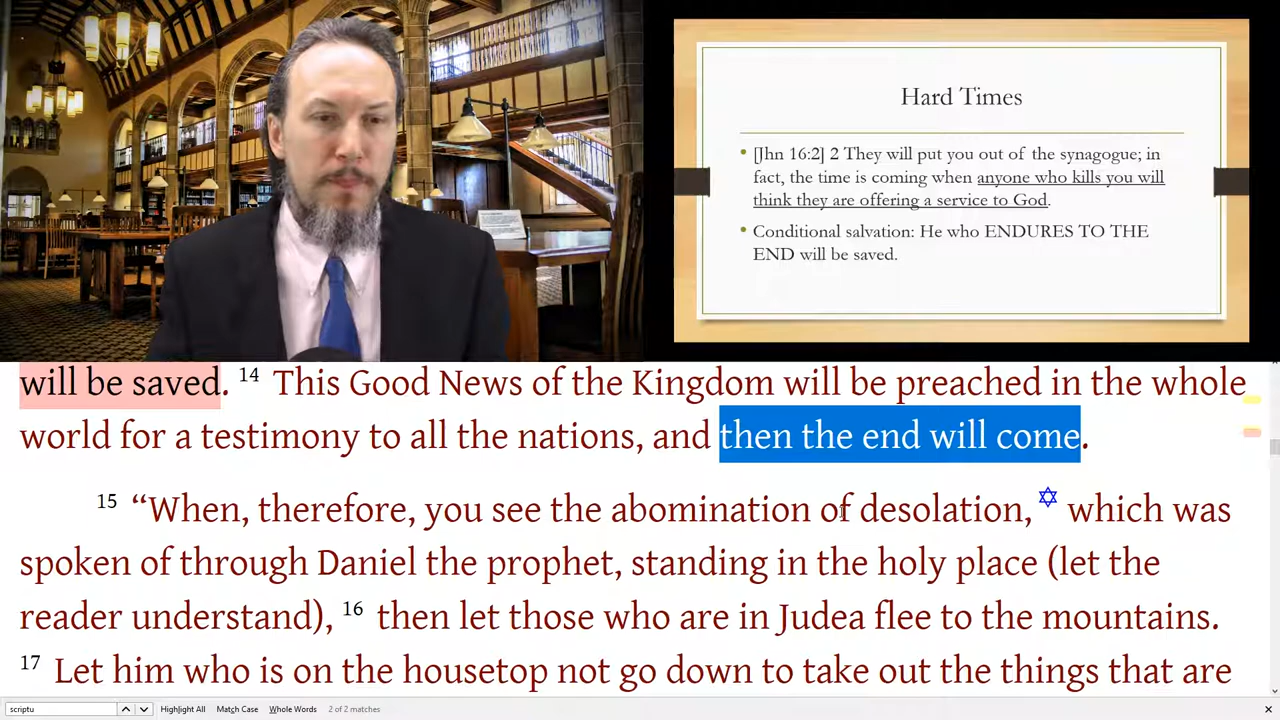 Hard Times
• [Jhn 16:2] 2 They will put you out of the synagogue; in
fact, the time is coming when anyone who kills you will
think they are offering a service to God.
• Conditional salvation: He who ENDURES TO THE
END will be saved.
will be saved. 14 This Good News of the Kingdom will be preached in the whole
world for a testimony to all the nations, and then the end will come.
15 “When, therefore, you see the abomination of desolation,✡ which was
spoken of through Daniel the prophet, standing in the holy place (let the
reader understand), 16 then let those who are in Judea flee to the mountains.
17 Let him who is on the housetop not go down to take out the things that are
scriptu Highlight All Match Case Whole Words 2 of 2 matches